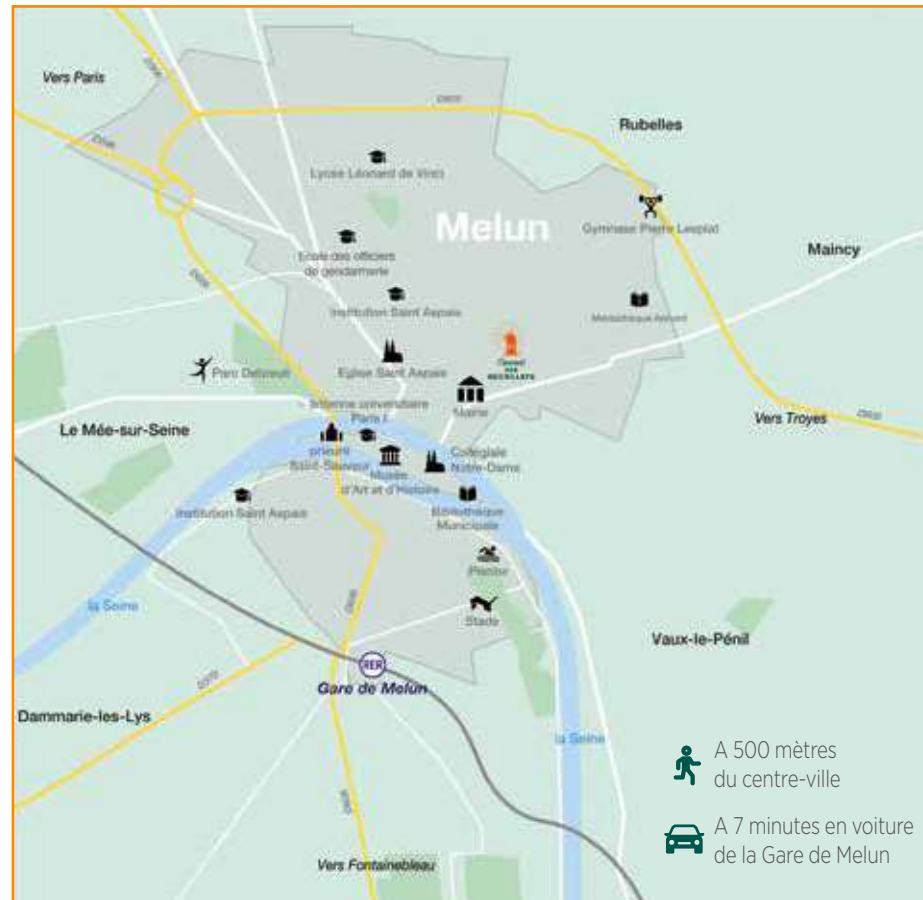 Vers Paris
D605
Rubelles
Lycée Léonard de Vinci
Melun
Gymnase Pierre Lesplat
Ecole des officiers
de gendarmerie
Maincy
Institution Saint Aspais
Médiathèque
Eglise Saint Aspais
Mairie
Antenne universitaire
Paris I
Vers Troyes
Le Mée-sur-Seine
prieuré
Saint-Sauveur
Collégiale
Notre-Dame
Musée
d'Art et d'Histoire
Institution Saint Aspais
Bibliothèque
Municipale
Piscine
la Seine
Stade
Vaux-le-Pénil
RER
Gare de Melun
Dammarie-les-Lys
la Seine
A 500 mètres
du centre-ville
A 7 minutes en voiture
de la Gare de Melun
Vers Fontainebleau